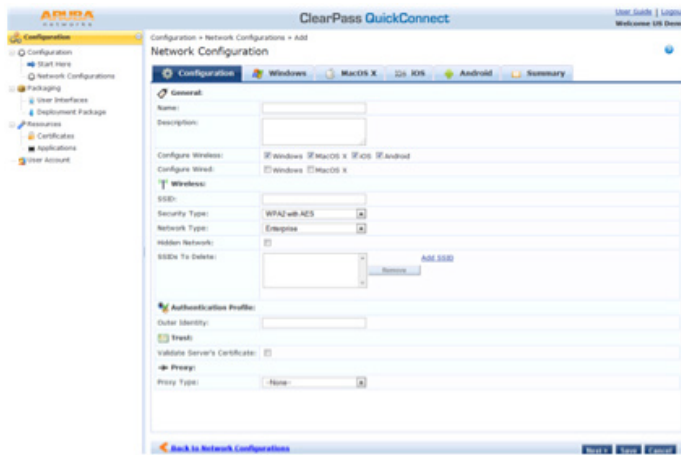 ARUBA
NETWORKS
ClearPass QuickConnect
User Guide | Logout
Welcome US Demo
Configuration
Configuration
Start Here
Network Configurations
Packaging
User Interfaces
Deployment Package
Resources
Certificates
Applications
User Account
Configuration » Network Configurations » Add
Network Configuration
Configuration Windows MacOS X iOS Android Summary
General:
Name:
Description:
Configure Wireless: Windows MacOS X iOS Android
Configure Wired: Windows MacOS X
Wireless:
SSID:
Security Type: WPA2 with AES
Network Type: Enterprise
Hidden Network:
SSIDs To Delete: Add SSID
Remove
Authentication Profile:
Outer Identity:
Trust:
Validate Server's Certificate:
Proxy:
Proxy Type: -None-
Back to Network Configurations
Next > Save Cancel